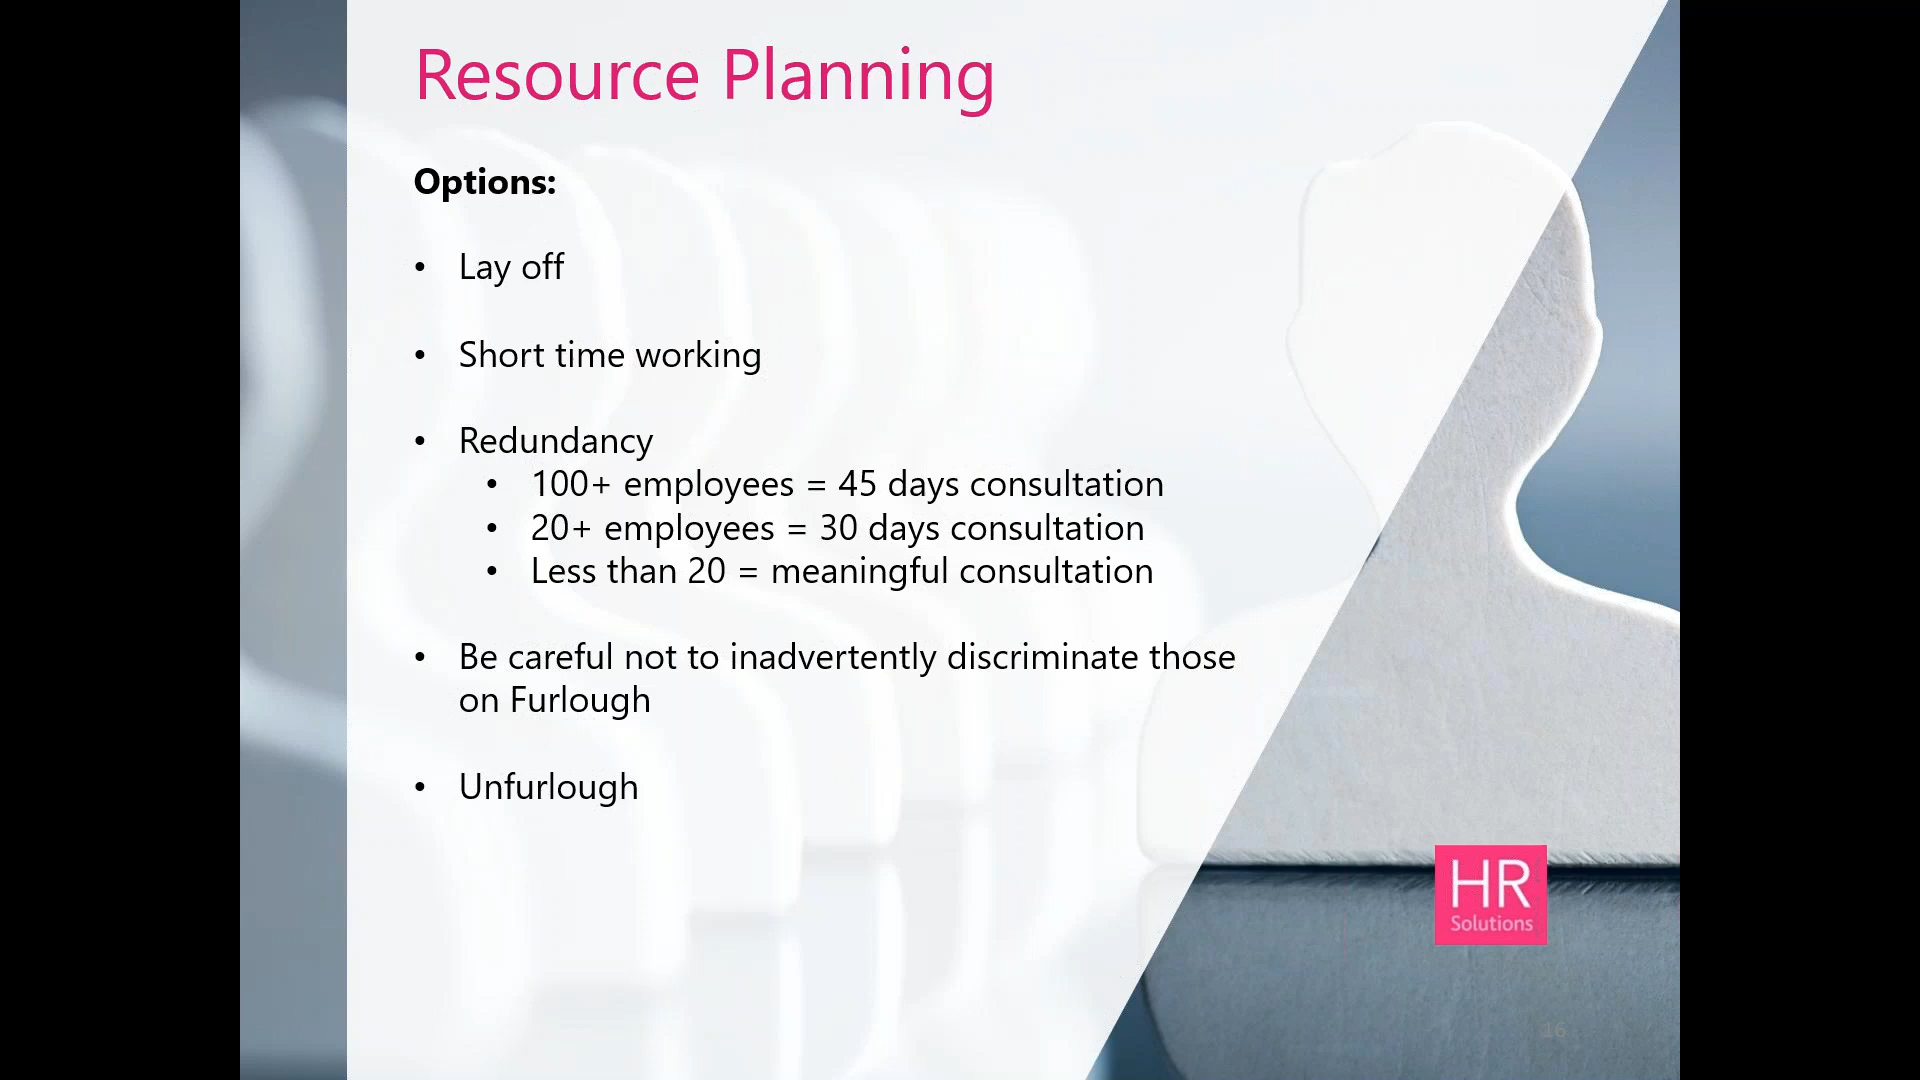 Resource Planning
Options:
• Lay off
• Short time working
• Redundancy
• 100+ employees = 45 days consultation
• 20+ employees = 30 days consultation
• Less than 20 = meaningful consultation
• Be careful not to inadvertently discriminate those
on Furlough
• Unfurlough
HR
Solutions
16